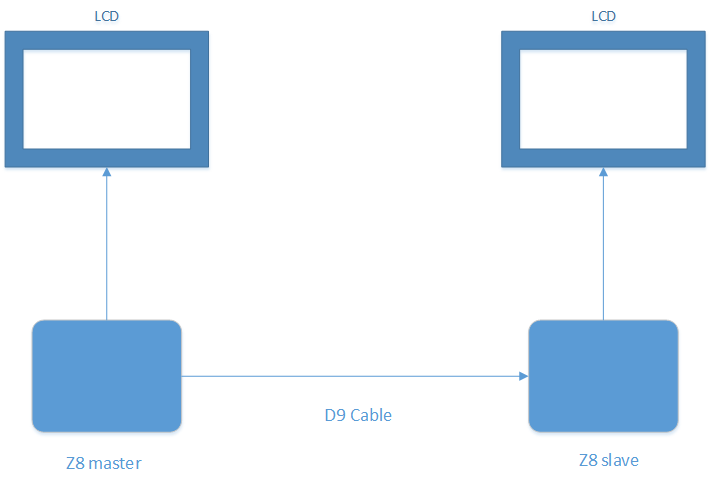 LCD
LCD
D9 Cable
Z8 master
Z8 slave